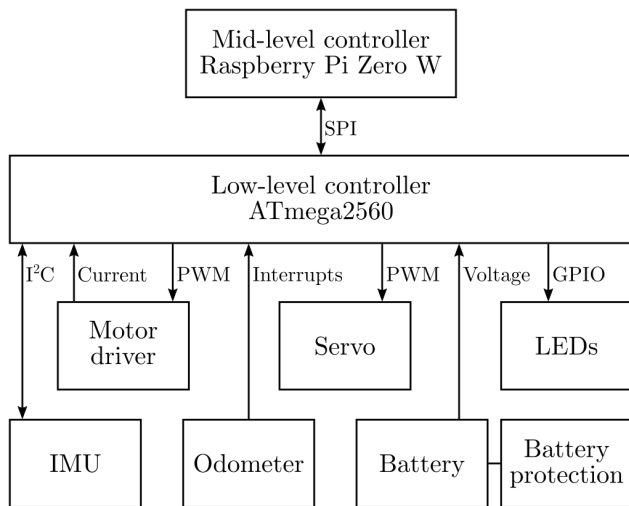 Mid-level controller
Raspberry Pi Zero W
SPI
Low-level controller
ATmega2560
I²C
Current
PWM
Interrupts
PWM
Voltage
GPIO
Motor
driver
Servo
LEDs
IMU
Odometer
Battery
Battery
protection